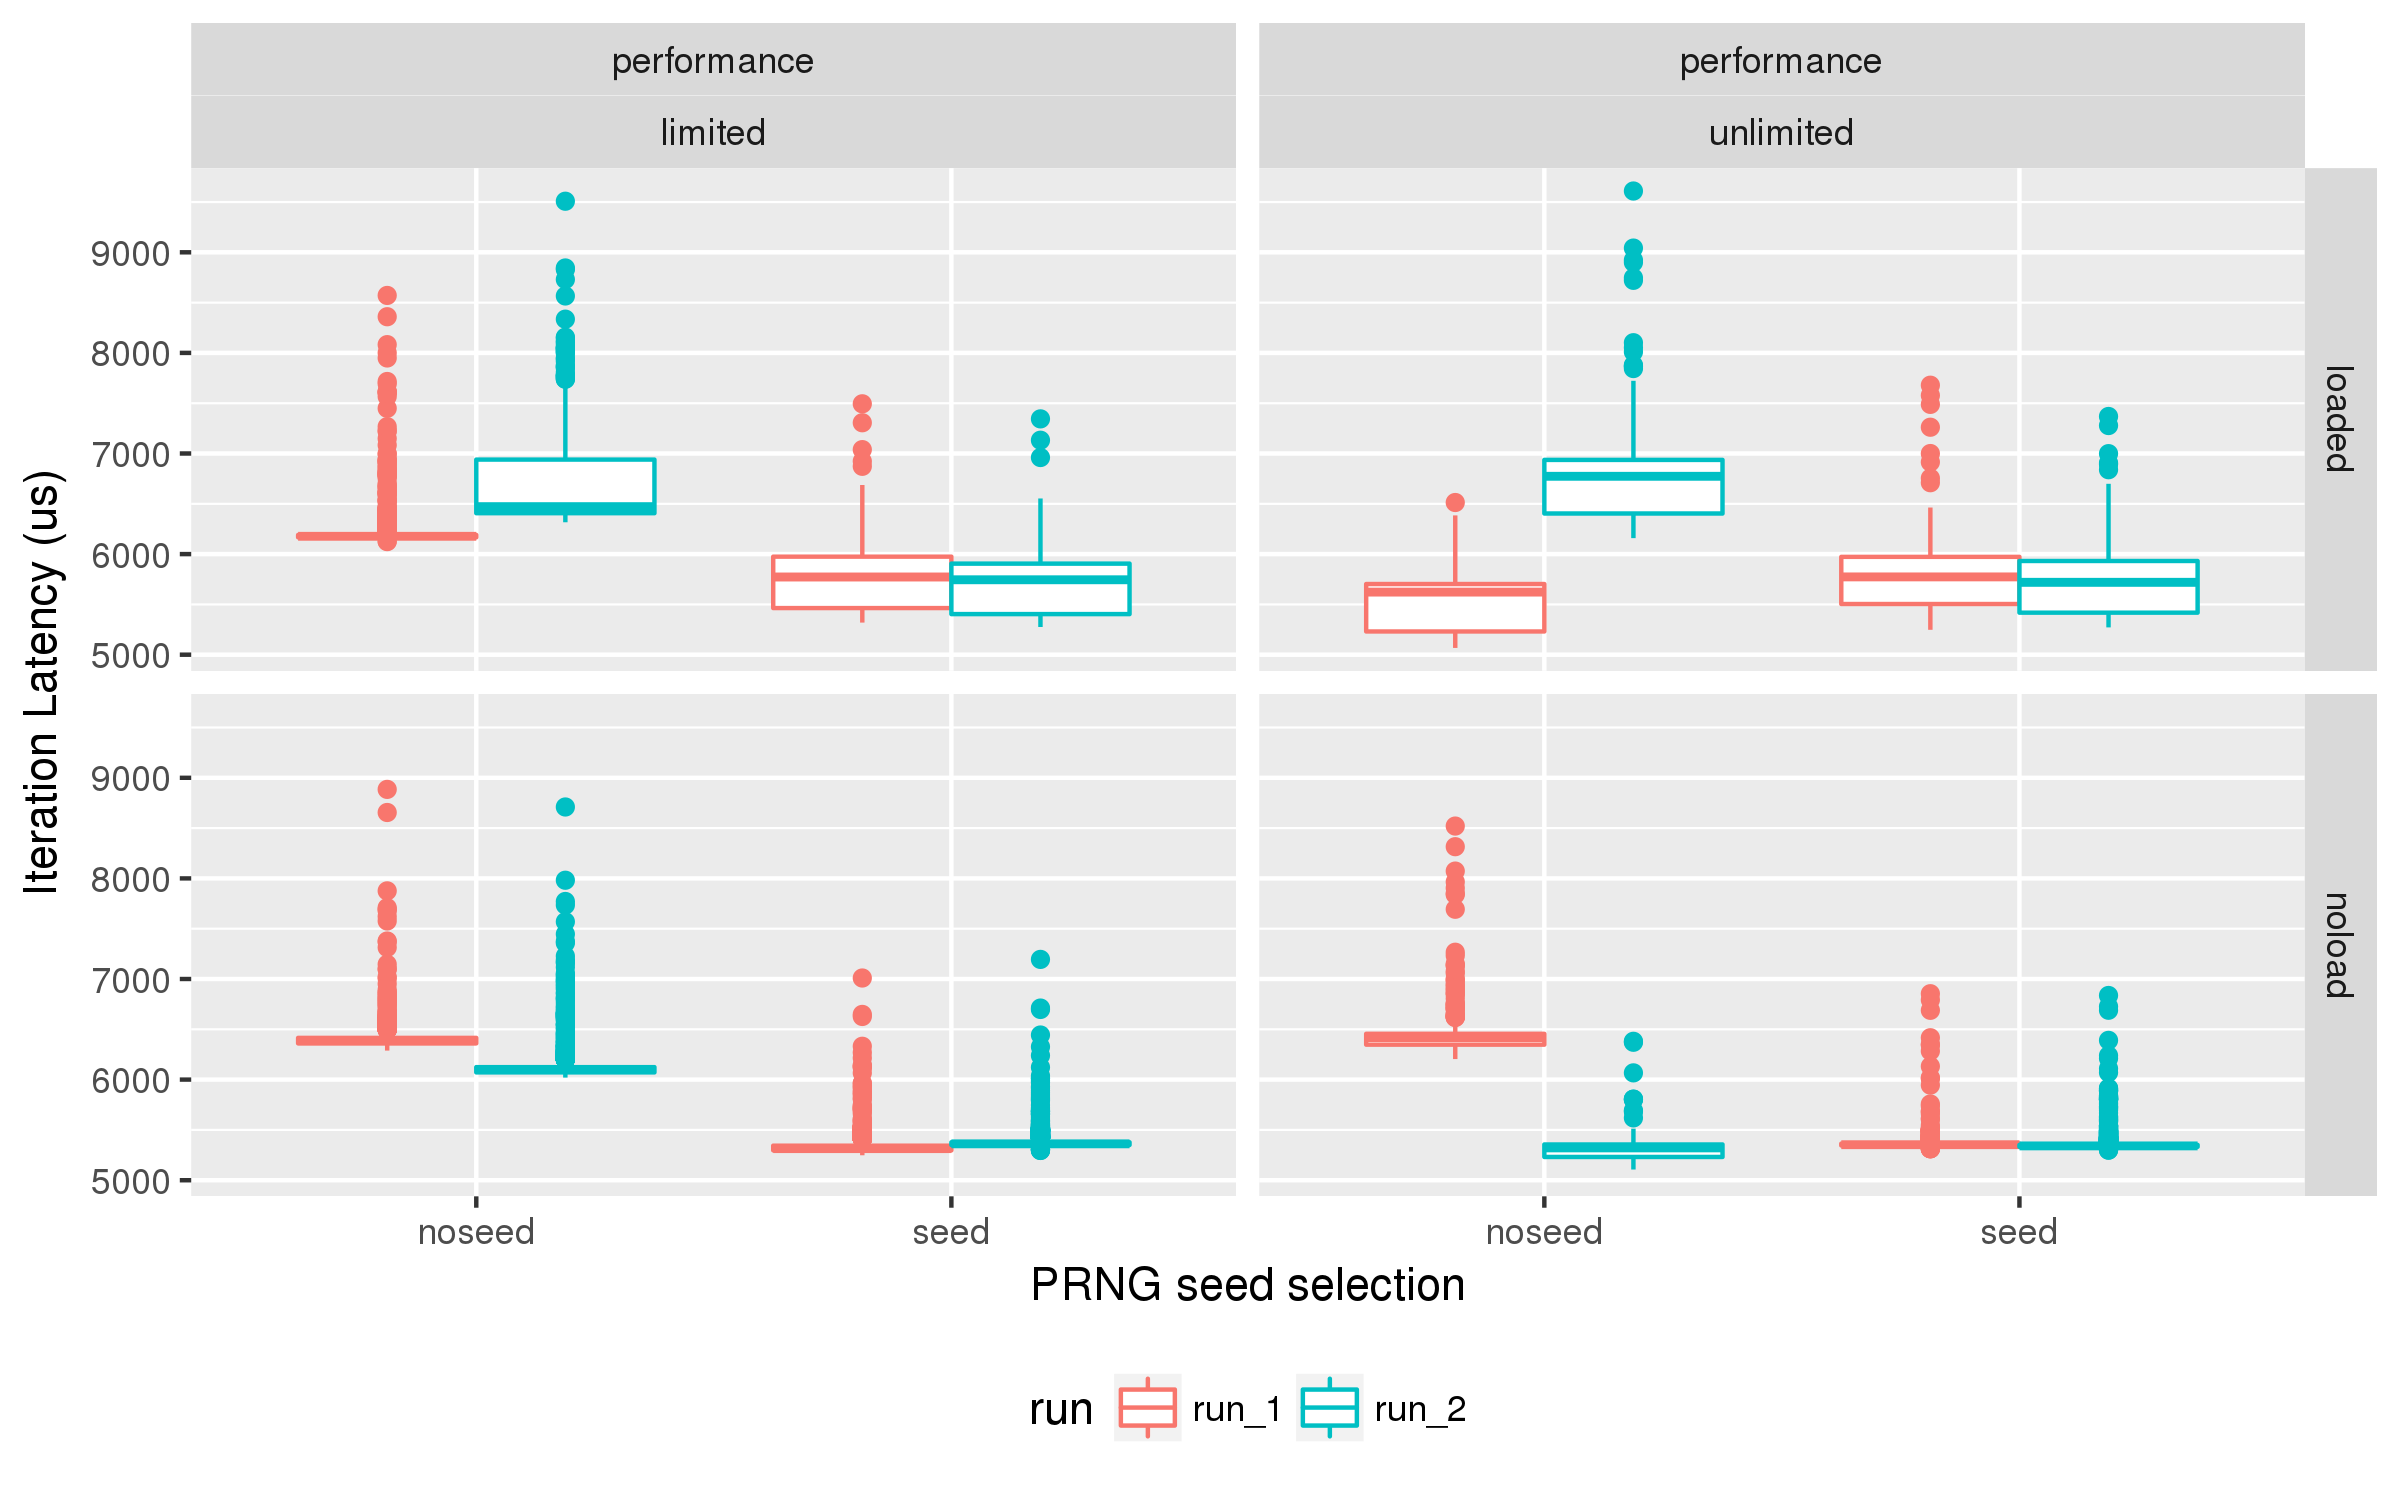 performance
performance
limited
unlimited
9000
8000
7000
6000
5000
loaded
9000
8000
7000
6000
5000
noload
Iteration Latency (us)
noseed
seed
noseed
seed
PRNG seed selection
run
run_1
run_2